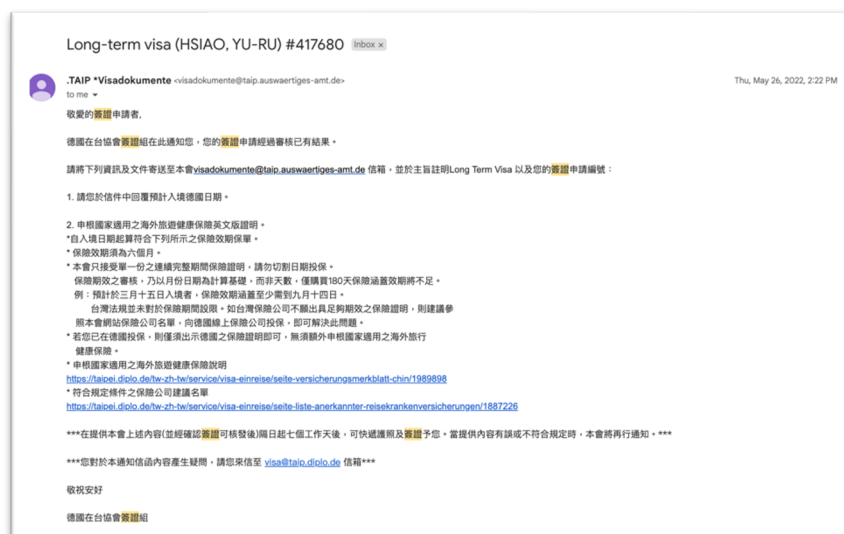 Long-term visa (HSIAO, YU-RU) #417680 Inbox ×
.TAIP *Visadokumente <visadokumente@taip.auswaertiges-amt.de>
Thu, May 26, 2022, 2:22 PM
to me
敬愛的簽證申請者,
德國在台協會簽證組在此通知您，您的簽證申請經過審核已有結果。
請將下列資訊及文件寄送至本會visadokumente@taip.auswaertiges-amt.de 信箱，並於主旨註明Long Term Visa 以及您的簽證申請編號：
1. 請您於信件中回覆預計入境德國日期。
2. 申根國家適用之海外旅遊健康保險英文版證明。
*自入境日期起算符合下列所示之保險效期保單。
* 保險效期須為六個月。
* 本會只接受單一份之連續完整期間保險證明，請勿切割日期投保。
保險期效之審核，乃以月份日期為計算基礎，而非天數，僅購買180天保險涵蓋效期將不足。
例：預計於三月十五日入境者，保險效期涵蓋至少需到九月十四日。
台灣法規並未對於保險期間設限。如台灣保險公司不願出具足夠期效之保險證明，則建議參
照本會網站保險公司名單，向德國線上保險公司投保，即可解決此問題。
* 若您已在德國投保，則僅須出示德國之保險證明即可，無須額外申根國家適用之海外旅行
健康保險。
* 申根國家適用之海外旅遊健康保險說明
https://taipei.diplo.de/tw-zh-tw/service/visa-einreise/seite-versicherungsmerkblatt-chin/1989898
* 符合規定條件之保險公司建議名單
https://taipei.diplo.de/tw-zh-tw/service/visa-einreise/seite-liste-anerkannter-reisekrankenversicherungen/1887226
***在提供本會上述內容(並經確認簽證可核發後)隔日起七個工作天後，可快遞護照及簽證予您。當提供內容有誤或不符合規定時，本會將再行通知。***
***您對於本通知信函內容產生疑問，請您來信至 visa@taip.diplo.de 信箱***
敬祝安好
德國在台協會簽證組